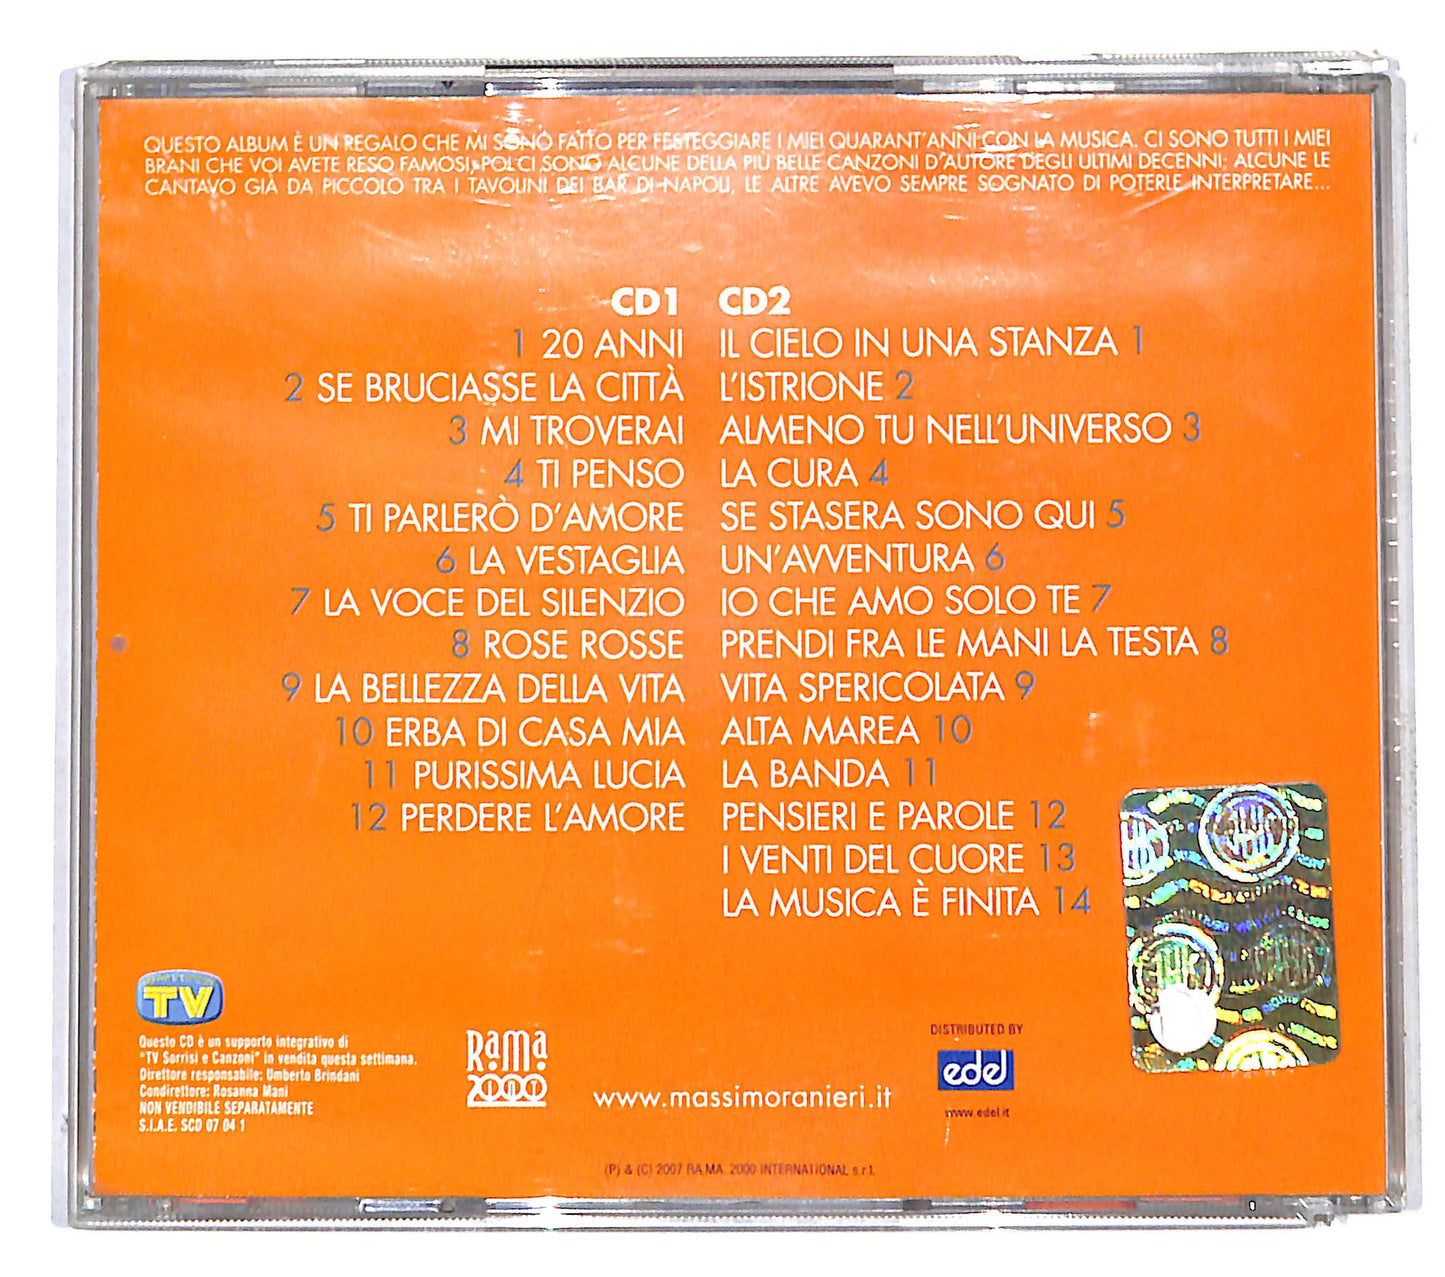 QUESTO ALBUM È UN REGALO CHE MI SONO FATTO PER FESTEGGIARE I MIEI QUARANT'ANNI CON LA MUSICA. CI SONO TUTTI I MIEI
BRANI CHE VOI AVETE RESO FAMOSI, POI CI SONO ALCUNE DELLA PIÙ BELLE CANZONI D'AUTORE DEGLI ULTIMI DECENNI; ALCUNE LE
CANTAVO GIÀ DA PICCOLO TRA I TAVOLINI DEI BAR DI NAPOLI, LE ALTRE AVEVO SEMPRE SOGNATO DI POTERLE INTERPRETARE...
CD1
1 20 ANNI
2 SE BRUCIASSE LA CITTÀ
3 MI TROVERAI
4 TI PENSO
5 TI PARLERÒ D'AMORE
6 LA VESTAGLIA
7 LA VOCE DEL SILENZIO
8 ROSE ROSSE
9 LA BELLEZZA DELLA VITA
10 ERBA DI CASA MIA
11 PURISSIMA LUCIA
12 PERDERE L'AMORE
CD2
IL CIELO IN UNA STANZA 1
L'ISTRIONE 2
ALMENO TU NELL'UNIVERSO 3
LA CURA 4
SE STASERA SONO QUI 5
UN'AVVENTURA 6
IO CHE AMO SOLO TE 7
PRENDI FRA LE MANI LA TESTA 8
VITA SPERICOLATA 9
ALTA MAREA 10
LA BANDA 11
PENSIERI E PAROLE 12
I VENTI DEL CUORE 13
LA MUSICA È FINITA 14
TV
Questo CD è un supporto integrativo di
"TV Sorrisi e Canzoni" in vendita questa settimana.
Direttore responsabile: Umberto Brindani
Condirettore: Rosanna Mani
NON VENDIBILE SEPARATAMENTE
S.I.A.E. SCD 07 04 1
RaMa
2000
INT
www.massimoranieri.it
DISTRIBUTED BY
edel
www.edel.it
(P) & (C) 2007 RA.MA. 2000 INTERNATIONAL s.r.l.